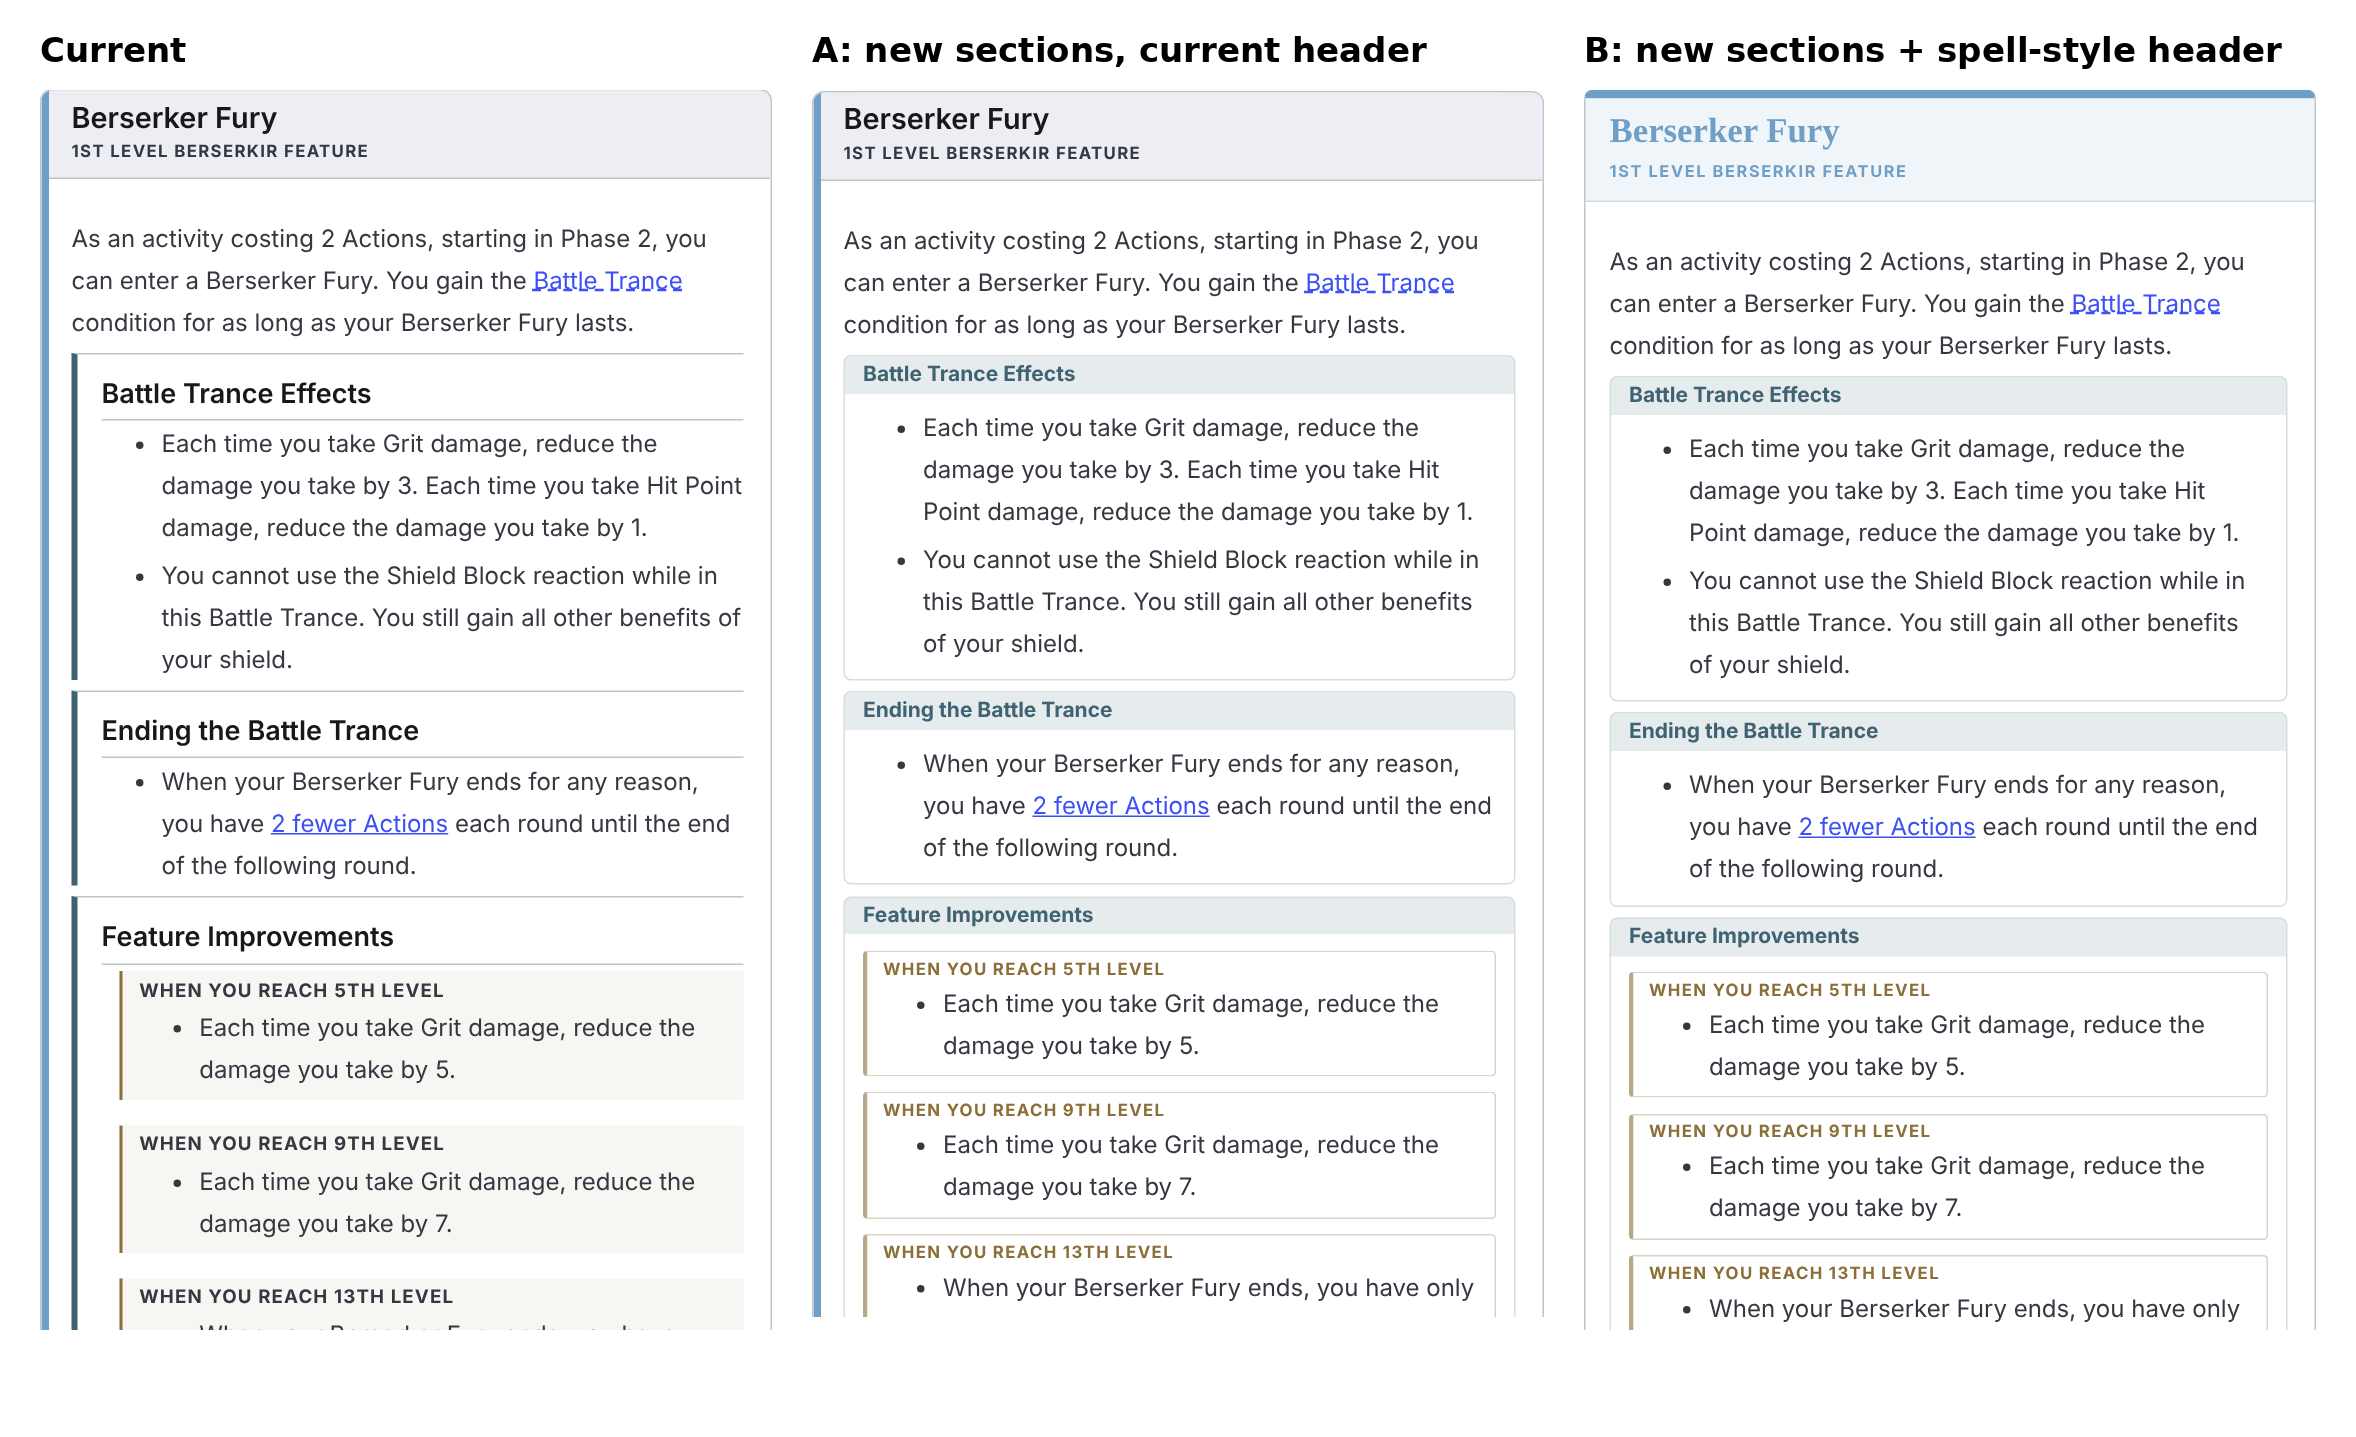 Current
Berserker Fury
1ST LEVEL BERSERKIR FEATURE
As an activity costing 2 Actions, starting in Phase 2, you
can enter a Berserker Fury. You gain the Battle Trance
condition for as long as your Berserker Fury lasts.
Battle Trance Effects
• Each time you take Grit damage, reduce the
damage you take by 3. Each time you take Hit Point
damage, reduce the damage you take by 1.
• You cannot use the Shield Block reaction while in
this Battle Trance. You still gain all other benefits of
your shield.
Ending the Battle Trance
• When your Berserker Fury ends for any reason,
you have 2 fewer Actions each round until the end
of the following round.
Feature Improvements
WHEN YOU REACH 5TH LEVEL
• Each time you take Grit damage, reduce the
damage you take by 5.
WHEN YOU REACH 9TH LEVEL
• Each time you take Grit damage, reduce the
damage you take by 7.
WHEN YOU REACH 13TH LEVEL
A: new sections, current header
Berserker Fury
1ST LEVEL BERSERKIR FEATURE
As an activity costing 2 Actions, starting in Phase 2, you
can enter a Berserker Fury. You gain the Battle Trance
condition for as long as your Berserker Fury lasts.
Battle Trance Effects
• Each time you take Grit damage, reduce the
damage you take by 3. Each time you take Hit
Point damage, reduce the damage you take by 1.
• You cannot use the Shield Block reaction while in
this Battle Trance. You still gain all other benefits
of your shield.
Ending the Battle Trance
• When your Berserker Fury ends for any reason,
you have 2 fewer Actions each round until the end
of the following round.
Feature Improvements
WHEN YOU REACH 5TH LEVEL
• Each time you take Grit damage, reduce the
damage you take by 5.
WHEN YOU REACH 9TH LEVEL
• Each time you take Grit damage, reduce the
damage you take by 7.
WHEN YOU REACH 13TH LEVEL
• When your Berserker Fury ends, you have only
B: new sections + spell-style header
Berserker Fury
1ST LEVEL BERSERKIR FEATURE
As an activity costing 2 Actions, starting in Phase 2, you
can enter a Berserker Fury. You gain the Battle Trance
condition for as long as your Berserker Fury lasts.
Battle Trance Effects
• Each time you take Grit damage, reduce the
damage you take by 3. Each time you take Hit
Point damage, reduce the damage you take by 1.
• You cannot use the Shield Block reaction while in
this Battle Trance. You still gain all other benefits
of your shield.
Ending the Battle Trance
• When your Berserker Fury ends for any reason,
you have 2 fewer Actions each round until the end
of the following round.
Feature Improvements
WHEN YOU REACH 5TH LEVEL
• Each time you take Grit damage, reduce the
damage you take by 5.
WHEN YOU REACH 9TH LEVEL
• Each time you take Grit damage, reduce the
damage you take by 7.
WHEN YOU REACH 13TH LEVEL
• When your Berserker Fury ends, you have only